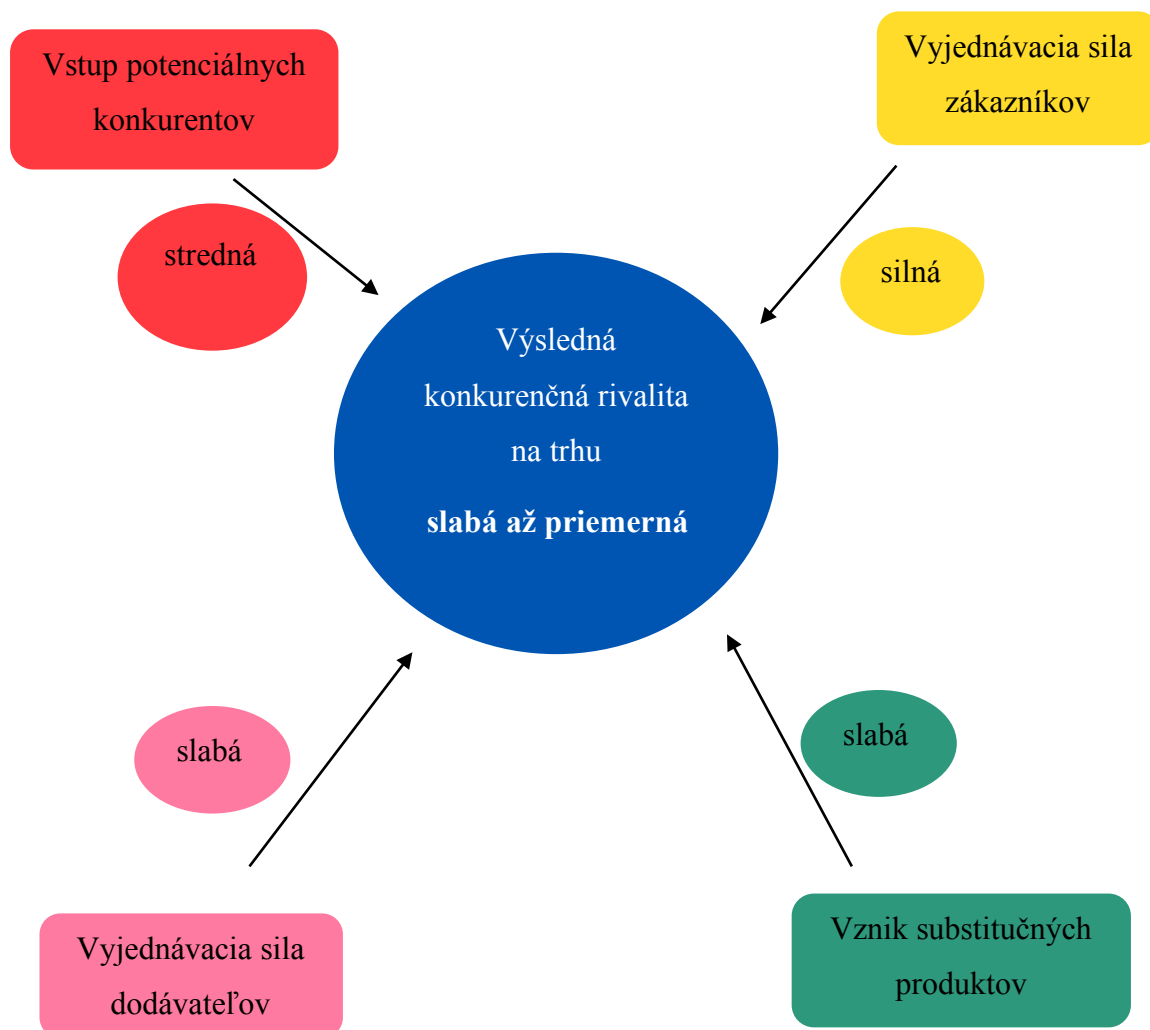 Vstup potenciálnych
konkurentov
Vyjednávacia sila
zákazníkov
stredná
silná
Výsledná
konkurenčná rivalita
na trhu
slabá až priemerná
slabá
slabá
Vyjednávacia sila
dodávateľov
Vznik substitučných
produktov